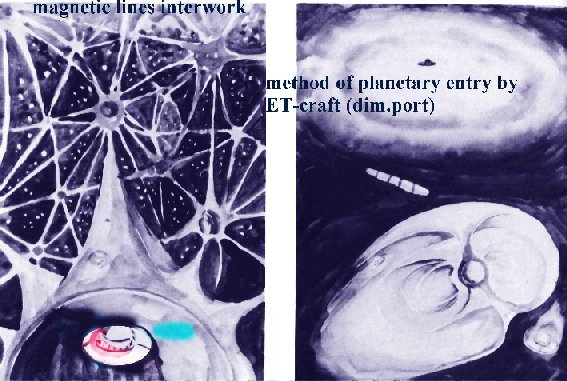 magnetic lines interwork
method of planetary entry by
ET-craft (dim.port)